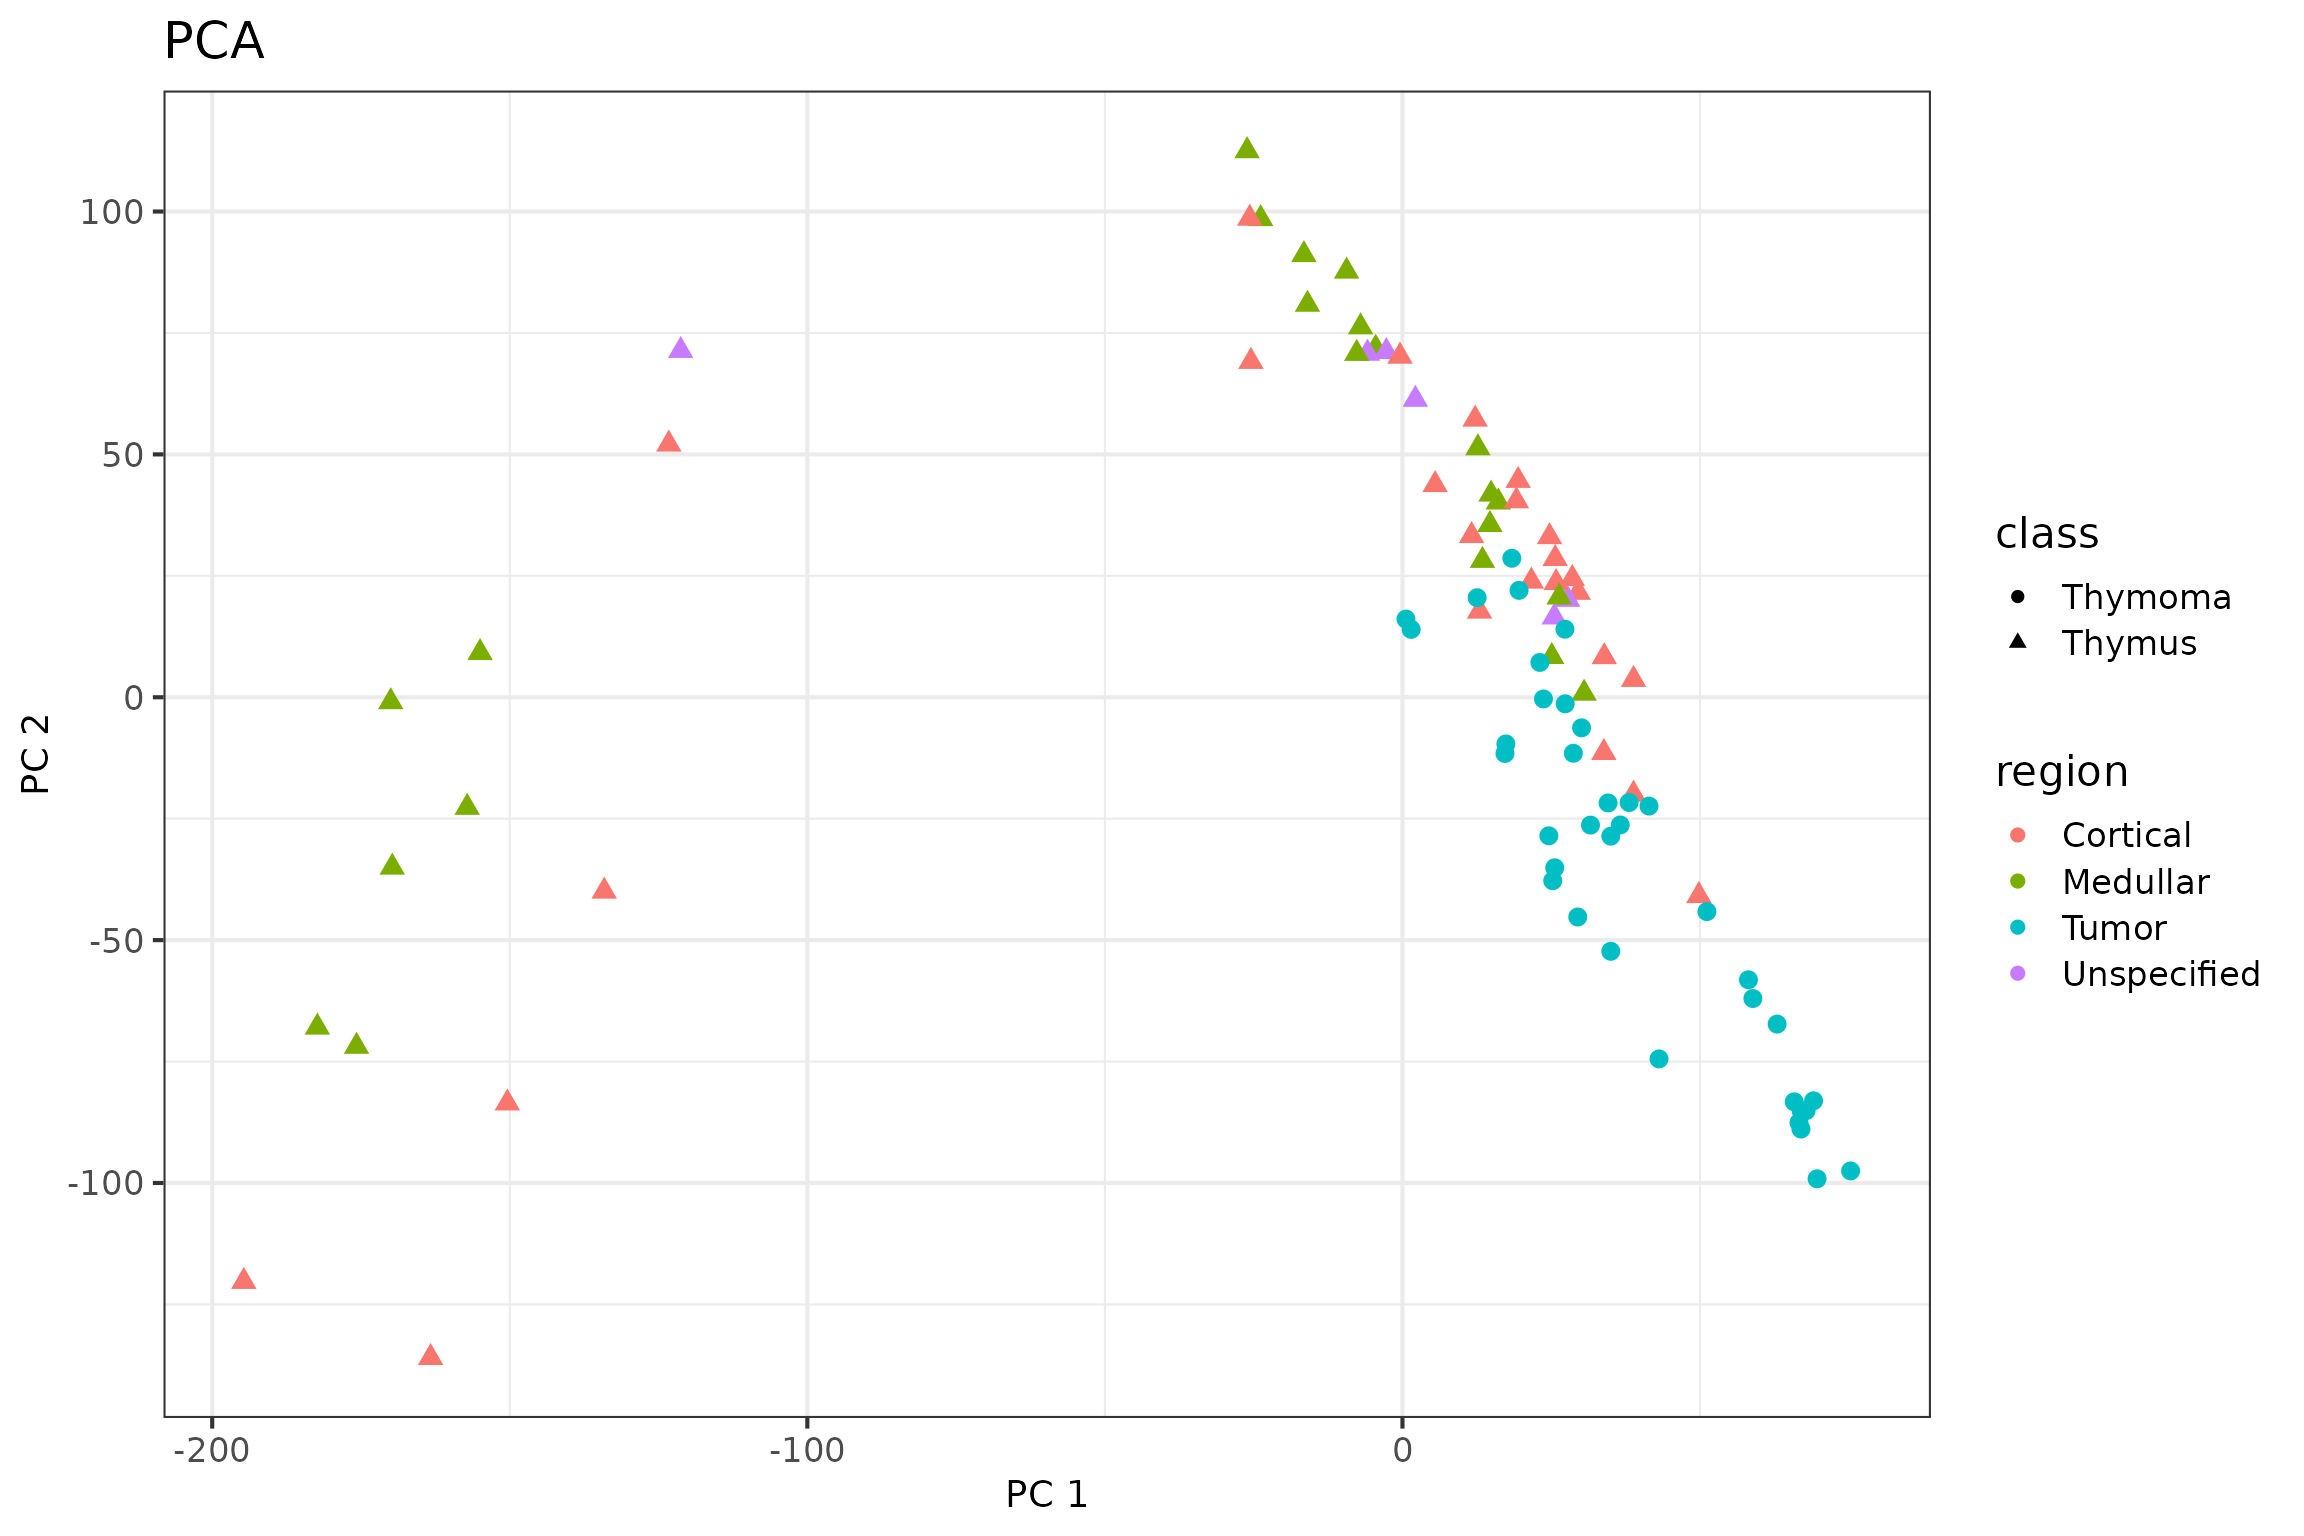 PCA
100
50
0
-50
-100
PC 2
-200
-100
0
PC 1
class
Thymoma
Thymus
region
Cortical
Medullar
Tumor
Unspecified